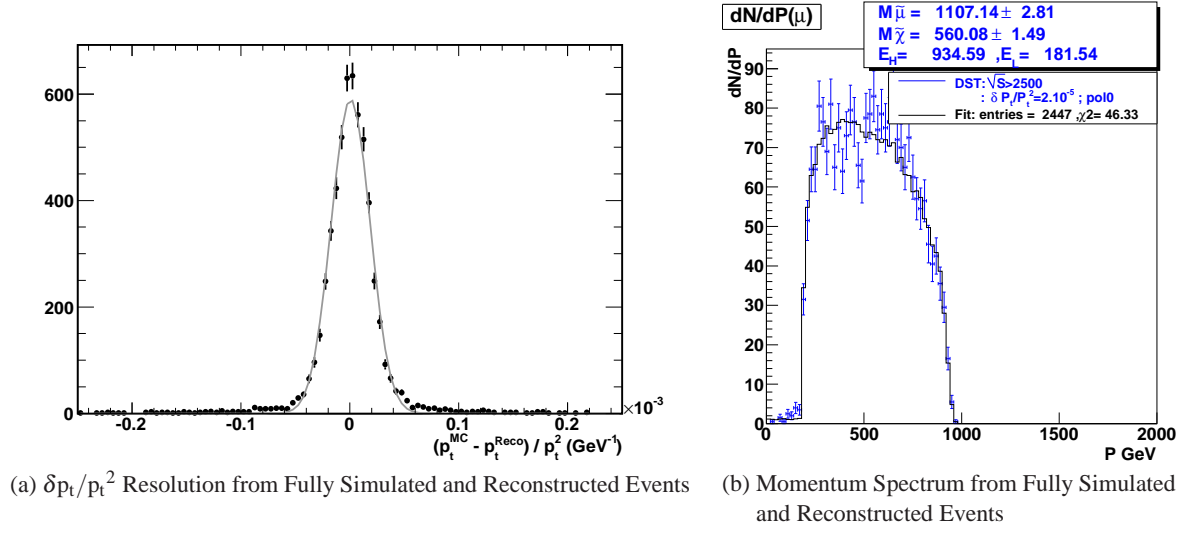 600
400
200
0
-0.2
-0.1
0
0.1
0.2
×10⁻³
(p_t^MC - p_t^Reco) / p_t^2 (GeV⁻¹)
(a) δp_t/p_t² Resolution from Fully Simulated and Reconstructed Events
dN/dP(μ)
M μ̃ = 1107.14 ± 2.81
M χ̃ = 560.08 ± 1.49
E_H= 934.59 ,E_L= 181.54
DST:√S>2500
: δ P_t/P_t²=2.10⁻⁵ ; pol0
Fit: entries = 2447 ,χ2= 46.33
dN/dP
90
80
70
60
50
40
30
20
10
0
0
500
1000
1500
2000
P GeV
(b) Momentum Spectrum from Fully Simulated
and Reconstructed Events